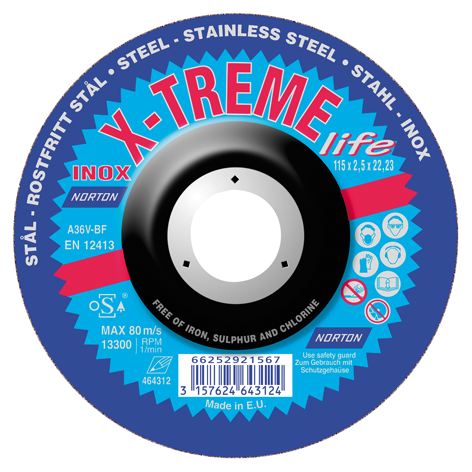 STÅL - ROSTFRITT STÅL • STEEL - STAINLESS STEEL • STAHL - INOX
X-TREME
life
INOX
115 x 2,5 x 22,23
NORTON
A36V-BF
EN 12413
oSa
MAX 80 m/s
13300 RPM 1/min
464312
FREE OF IRON, SULPHUR AND CHLORINE
NORTON
Use safety guard
Zum Gebrauch mit
Schutzgehäuse
66252921567
3 157624 643124
Made in E.U.